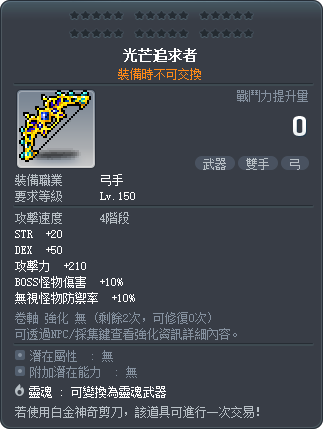 光芒追求者
裝備時不可交換
戰鬥力提升量
0
武器 雙手 弓
裝備職業 弓手
要求等級 Lv.150
攻擊速度 4階段
STR +20
DEX +50
攻擊力 +210
BOSS怪物傷害 +10%
無視怪物防禦率 +10%
卷軸 強化 無 (剩餘2次，可修復0次)
可透過NPC/採集鍵查看強化資訊詳細內容。
潛在屬性 : 無
附加潛在能力 : 無
靈魂 : 可變換為靈魂武器
若使用白金神奇剪刀，該道具可進行一次交易!